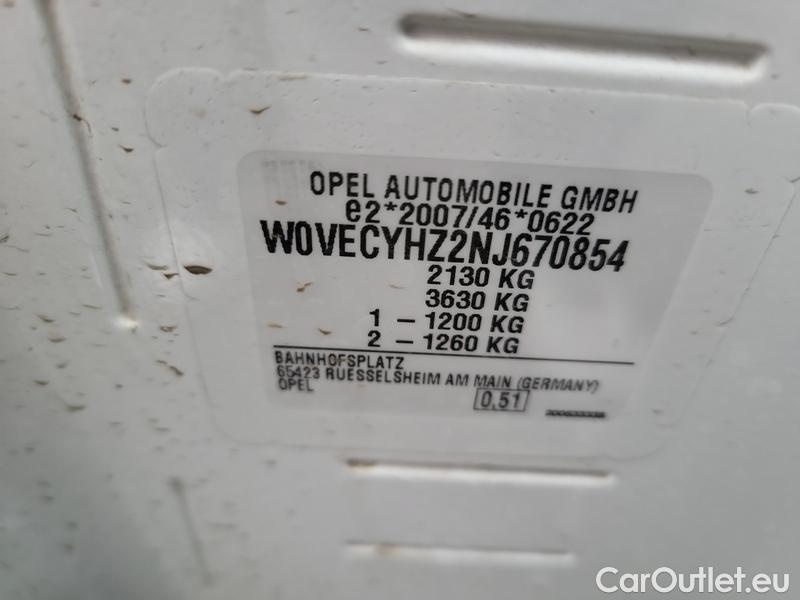 OPEL AUTOMOBILE GMBH
e2*2007/46*0622
W0VECYHZ2NJ670854
2130 KG
3630 KG
1 – 1200 KG
2 – 1260 KG
BAHNHOFSPLATZ
65423 RUESSELSHEIM AM MAIN (GERMANY)
OPEL
0,51
CarOutlet.eu